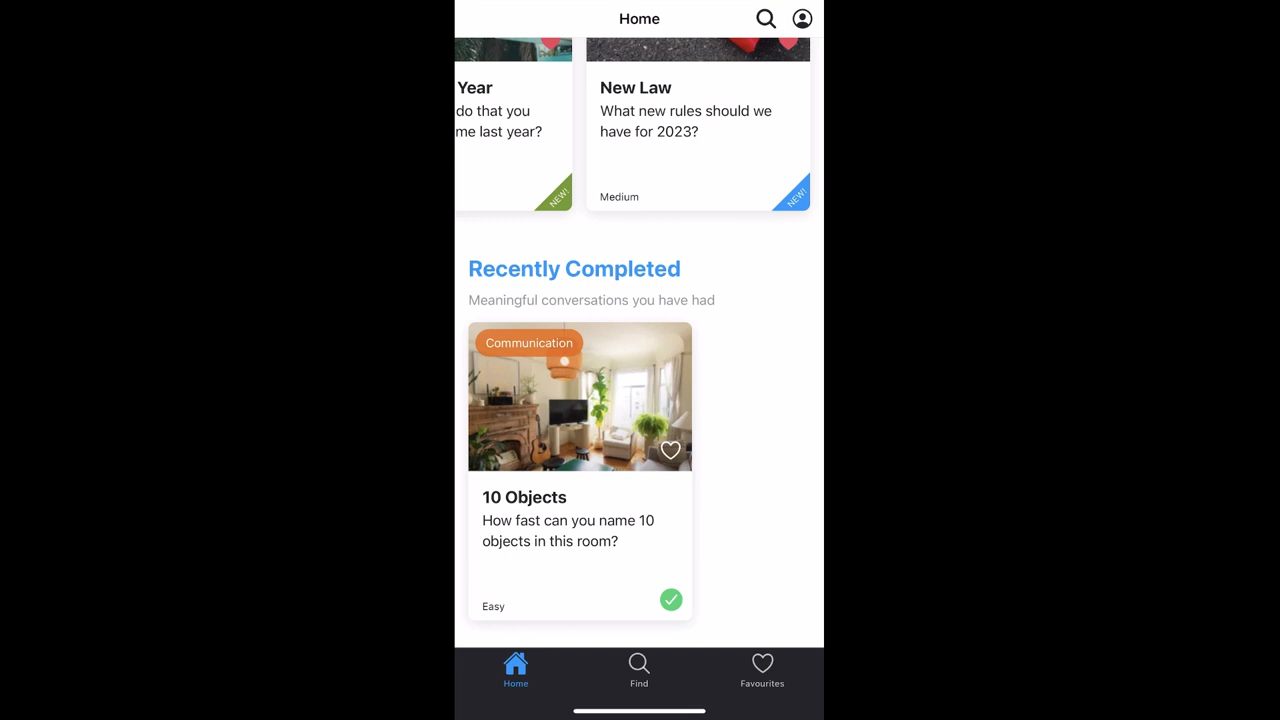 Home
Year
do that you
me last year?
NEW!
New Law
What new rules should we
have for 2023?
Medium
NEW!
Recently Completed
Meaningful conversations you have had
Communication
10 Objects
How fast can you name 10
objects in this room?
Easy
Home
Find
Favourites